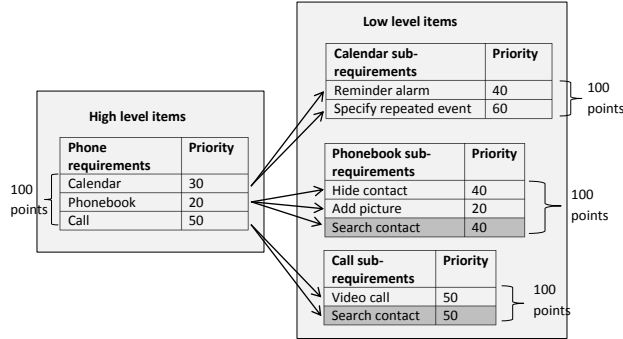 Low level items
Calendar sub-requirements Priority
Reminder alarm 40
Specify repeated event 60
100 points
High level items
Phone requirements Priority
Calendar 30
Phonebook 20
Call 50
100 points
Phonebook sub-requirements Priority
Hide contact 40
Add picture 20
Search contact 40
100 points
Call sub-requirements Priority
Video call 50
Search contact 50
100 points